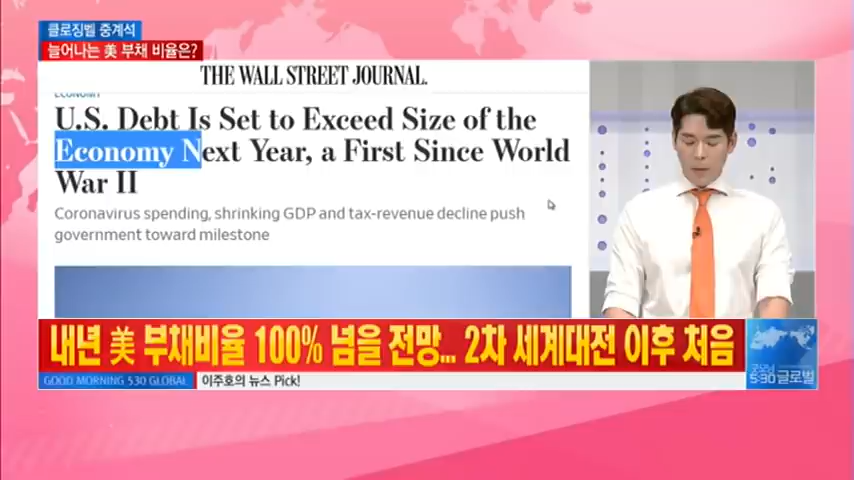 클로징벨 중계석
늘어나는 美 부채 비율은?
THE WALL STREET JOURNAL.
ECONOMY
U.S. Debt Is Set to Exceed Size of the
Economy Next Year, a First Since World
War II
Coronavirus spending, shrinking GDP and tax-revenue decline push
government toward milestone
내년 美 부채비율 100% 넘을 전망... 2차 세계대전 이후 처음
GOOD MORNING 530 GLOBAL
이주호의 뉴스 Pick!
굿모닝
5:30 글로벌